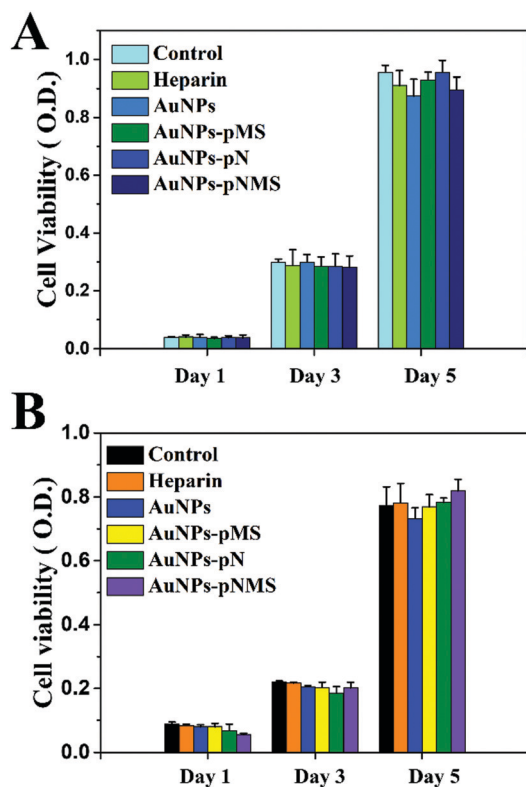 A
Control
Heparin
AuNPs
AuNPs-pMS
AuNPs-pN
AuNPs-pNMS
Cell Viability ( O.D.)
1.0
0.8
0.6
0.4
0.2
0.0
Day 1 Day 3 Day 5
B
Control
Heparin
AuNPs
AuNPs-pMS
AuNPs-pN
AuNPs-pNMS
Cell viability ( O.D.)
1.0
0.8
0.6
0.4
0.2
0.0
Day 1 Day 3 Day 5